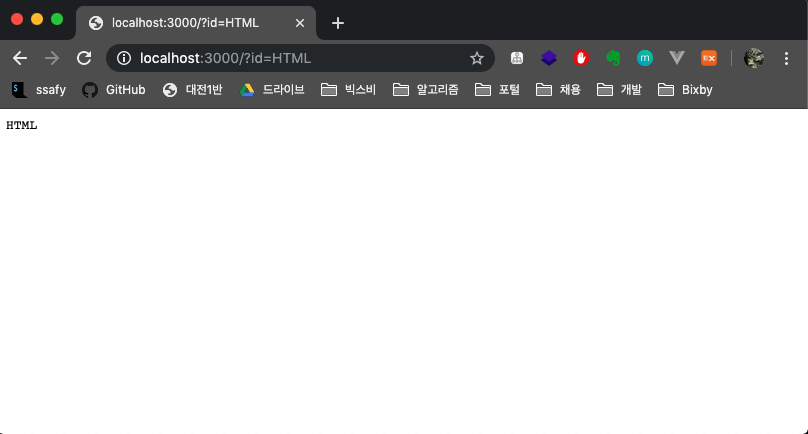 localhost:3000/?id=HTML
localhost:3000/?id=HTML
m
EX
S ssafy GitHub 대전1반 드라이브 빅스비 알고리즘 포털 채용 개발 Bixby
HTML